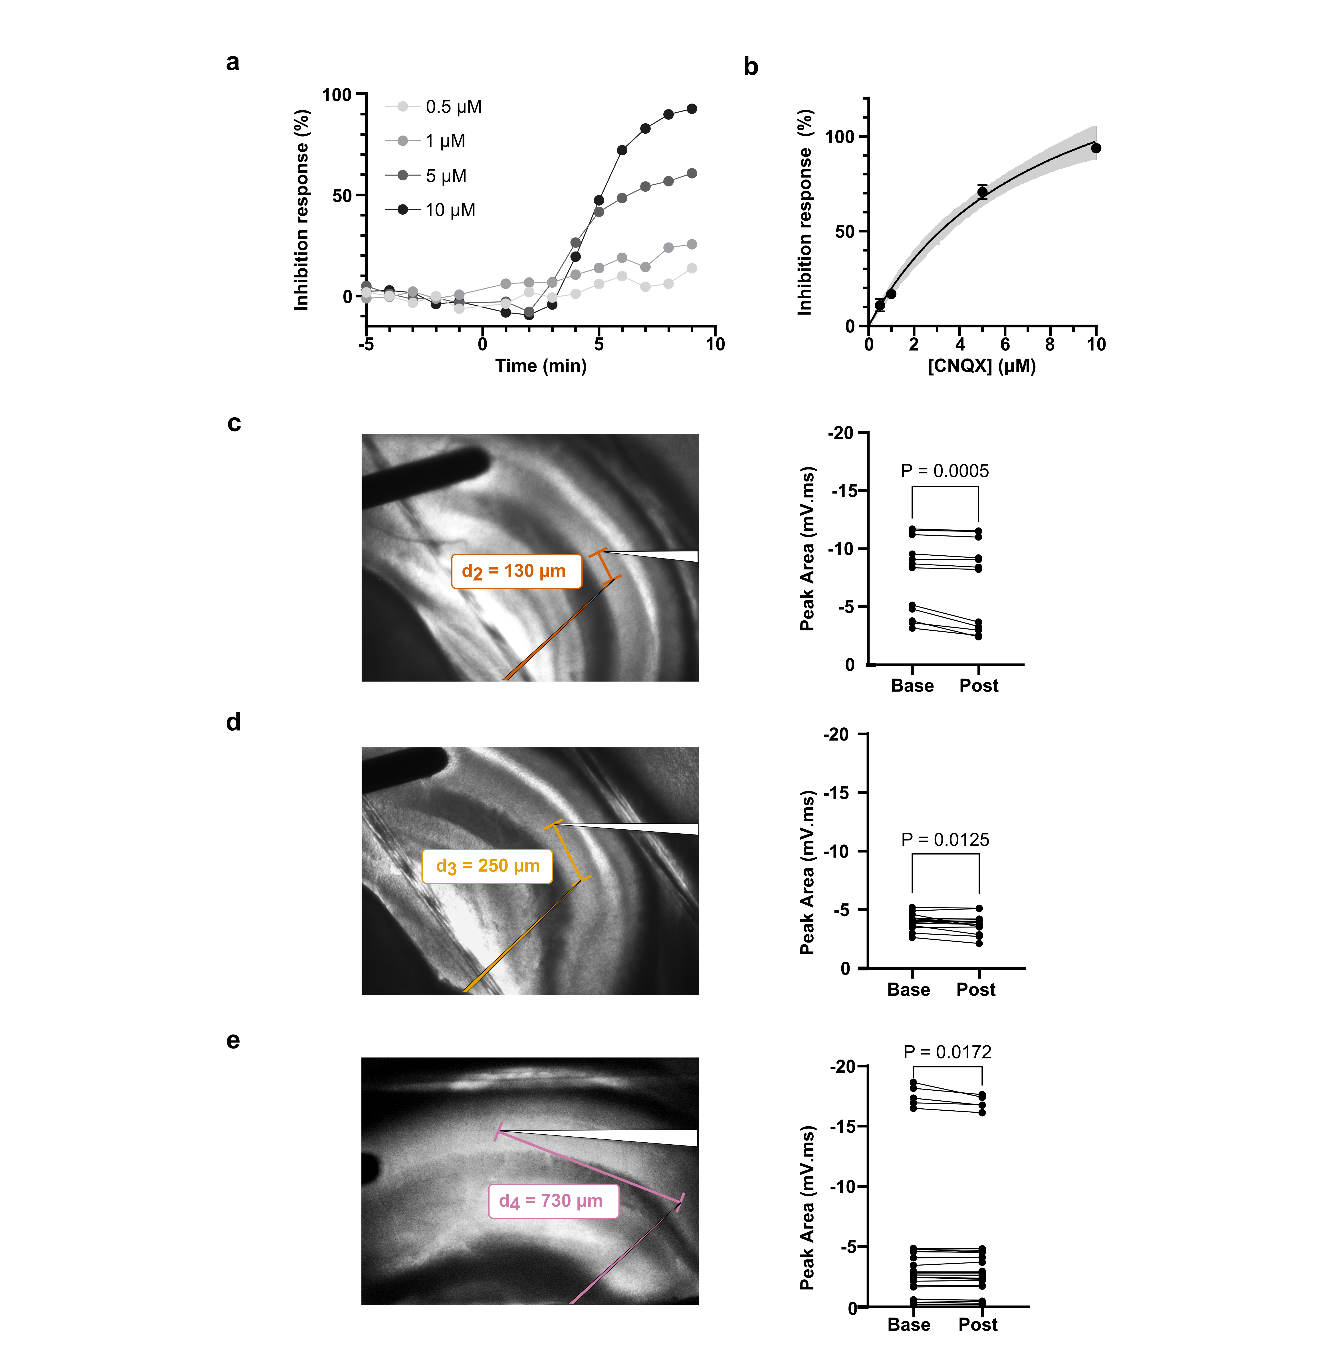 a
b
100
50
0
-5
0
5
10
Inhibition response (%)
Time (min)
0.5 µM
1 µM
5 µM
10 µM
100
50
0
0
2
4
6
8
10
Inhibition response (%)
[CNQX] (µM)
c
d2 = 130 µm
-20
-15
-10
-5
0
Peak Area (mV.ms)
P = 0.0005
Base Post
d
d3 = 250 µm
-20
-15
-10
-5
0
Peak Area (mV.ms)
P = 0.0125
Base Post
e
d4 = 730 µm
-20
-15
-10
-5
0
Peak Area (mV.ms)
P = 0.0172
Base Post